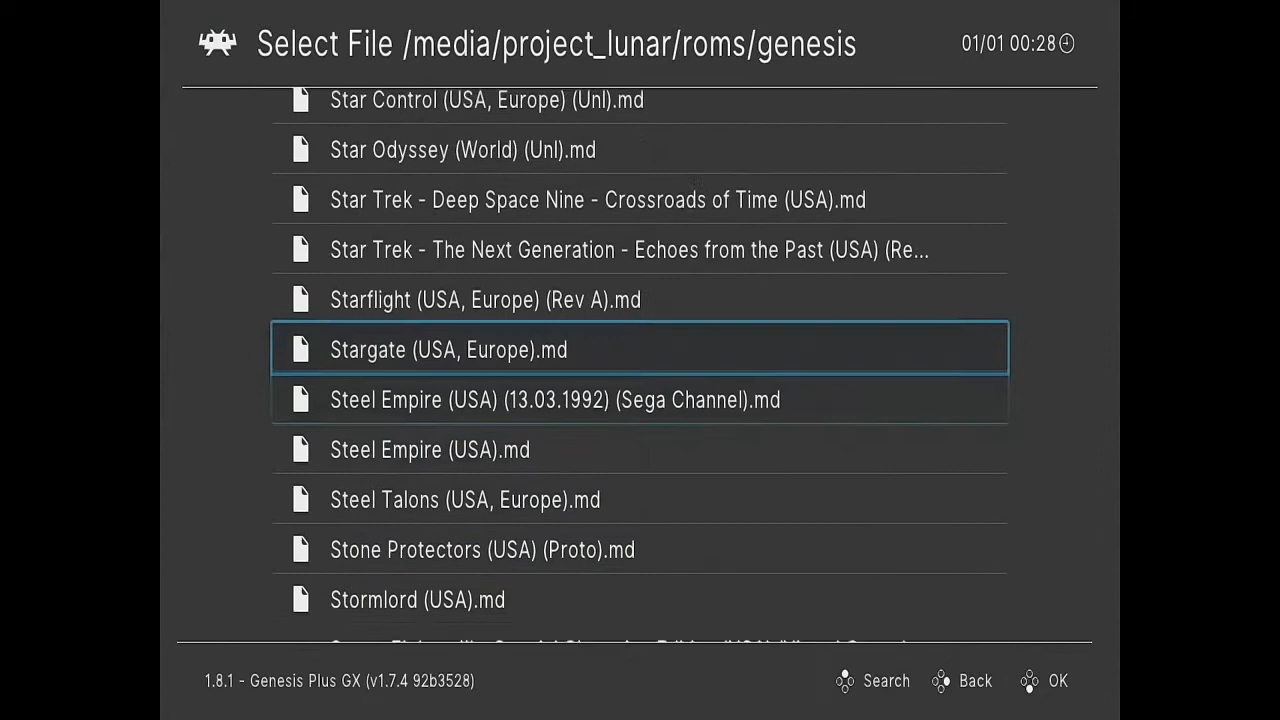 Select File /media/project_lunar/roms/genesis
01/01 00:28
Star Control (USA, Europe) (Unl).md
Star Odyssey (World) (Unl).md
Star Trek - Deep Space Nine - Crossroads of Time (USA).md
Star Trek - The Next Generation - Echoes from the Past (USA) (Re...
Starflight (USA, Europe) (Rev A).md
Stargate (USA, Europe).md
Steel Empire (USA) (13.03.1992) (Sega Channel).md
Steel Empire (USA).md
Steel Talons (USA, Europe).md
Stone Protectors (USA) (Proto).md
Stormlord (USA).md
1.8.1 - Genesis Plus GX (v1.7.4 92b3528)
Search
Back
OK